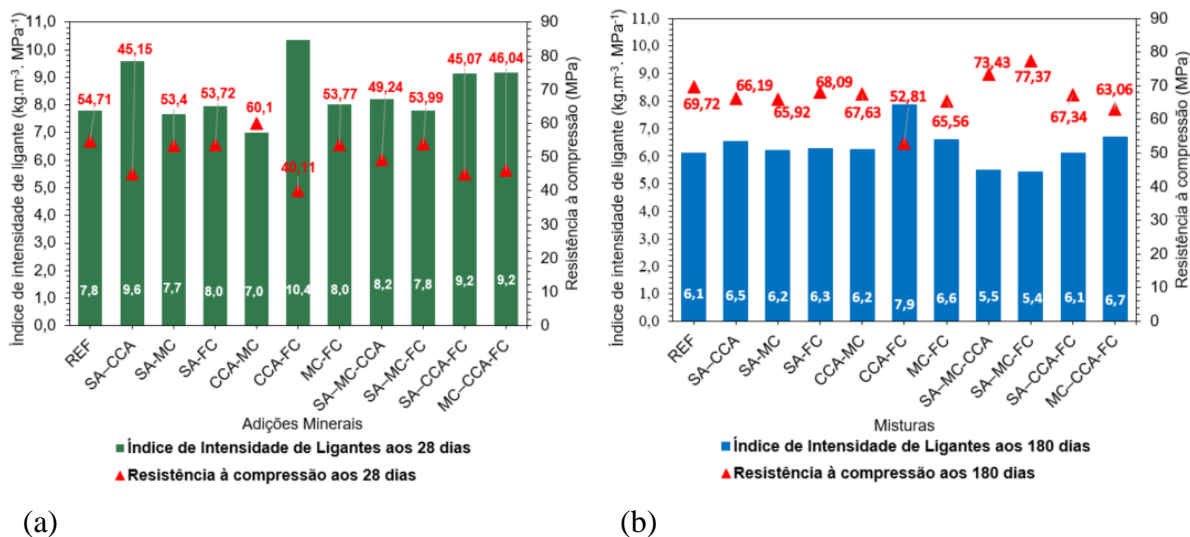 Índice de intensidade de ligante (kg.m⁻³. MPa⁻¹)
11,0
10,0
9,0
8,0
7,0
6,0
5,0
4,0
3,0
2,0
1,0
0,0
54,71
45,15
53,4
53,72
60,1
40,11
53,77
49,24
53,99
45,07
46,04
7,8
9,6
7,7
8,0
7,0
10,4
8,0
8,2
7,8
9,2
9,2
90
80
70
60
50
40
30
20
10
0
Resistência à compressão (MPa)
REF
SA–CCA
SA-MC
SA-FC
CCA-MC
CCA-FC
MC-FC
SA–MC-CCA
SA–MC-FC
SA–CCA-FC
MC–CCA-FC
Adições Minerais
Índice de Intensidade de Ligantes aos 28 dias
Resistência à compressão aos 28 dias
(a)
Índice de intensidade de ligante (kg.m⁻³. MPa⁻¹)
11,0
10,0
9,0
8,0
7,0
6,0
5,0
4,0
3,0
2,0
1,0
0,0
69,72
66,19
65,92
68,09
67,63
52,81
65,56
73,43
77,37
67,34
63,06
6,1
6,5
6,2
6,3
6,2
7,9
6,6
5,5
5,4
6,1
6,7
90
80
70
60
50
40
30
20
10
0
Resistência à compressão (MPa)
REF
SA–CCA
SA-MC
SA-FC
CCA-MC
CCA-FC
MC-FC
SA–MC-CCA
SA–MC-FC
SA–CCA-FC
MC–CCA-FC
Misturas
Índice de Intensidade de Ligantes aos 180 dias
Resistência à compressão aos 180 dias
(b)